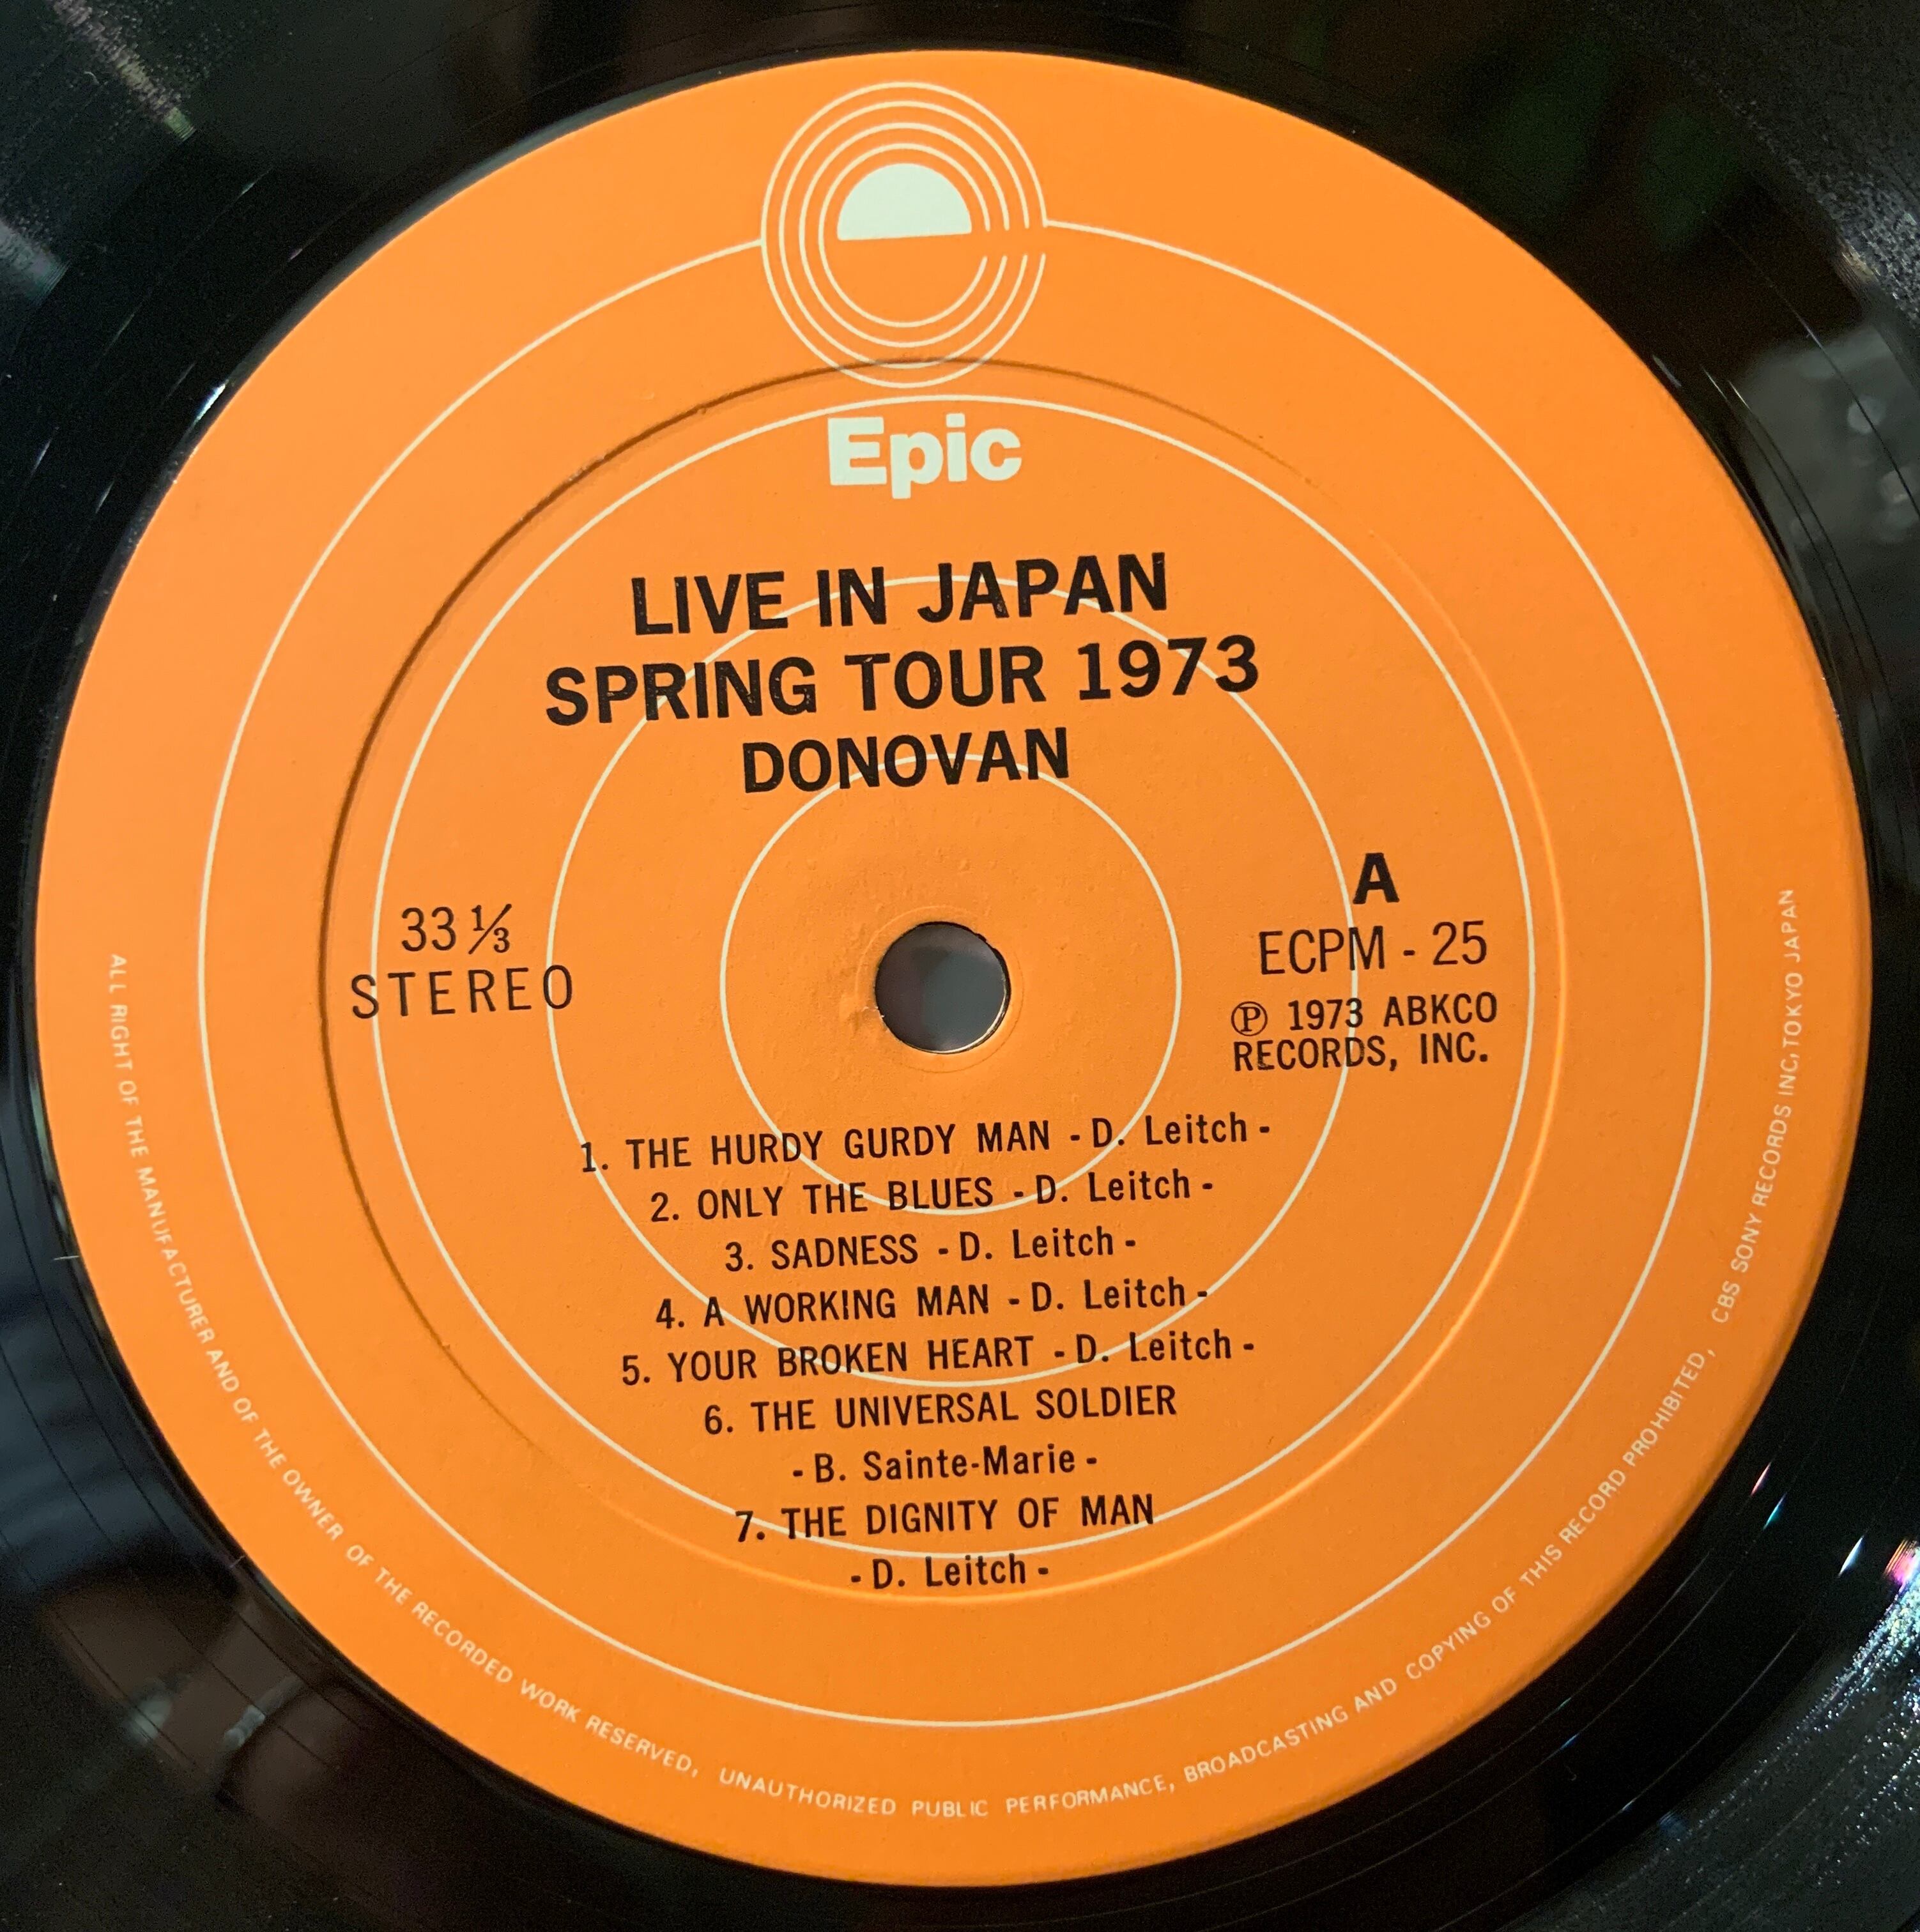 Epic
LIVE IN JAPAN
SPRING TOUR 1973
DONOVAN
33⅓
STEREO
A
ECPM - 25
Ⓟ 1973 ABKCO
RECORDS, INC.
1. THE HURDY GURDY MAN - D. Leitch -
2. ONLY THE BLUES - D. Leitch -
3. SADNESS - D. Leitch -
4. A WORKING MAN - D. Leitch -
5. YOUR BROKEN HEART - D. Leitch -
6. THE UNIVERSAL SOLDIER
- B. Sainte-Marie -
7. THE DIGNITY OF MAN
- D. Leitch -
ALL RIGHT OF THE MANUFACTURER AND OF THE OWNER OF THE RECORDED WORK RESERVED, UNAUTHORIZED PUBLIC PERFORMANCE, BROADCASTING AND COPYING OF THIS RECORD PROHIBITED, CBS SONY RECORDS INC, TOKYO JAPAN